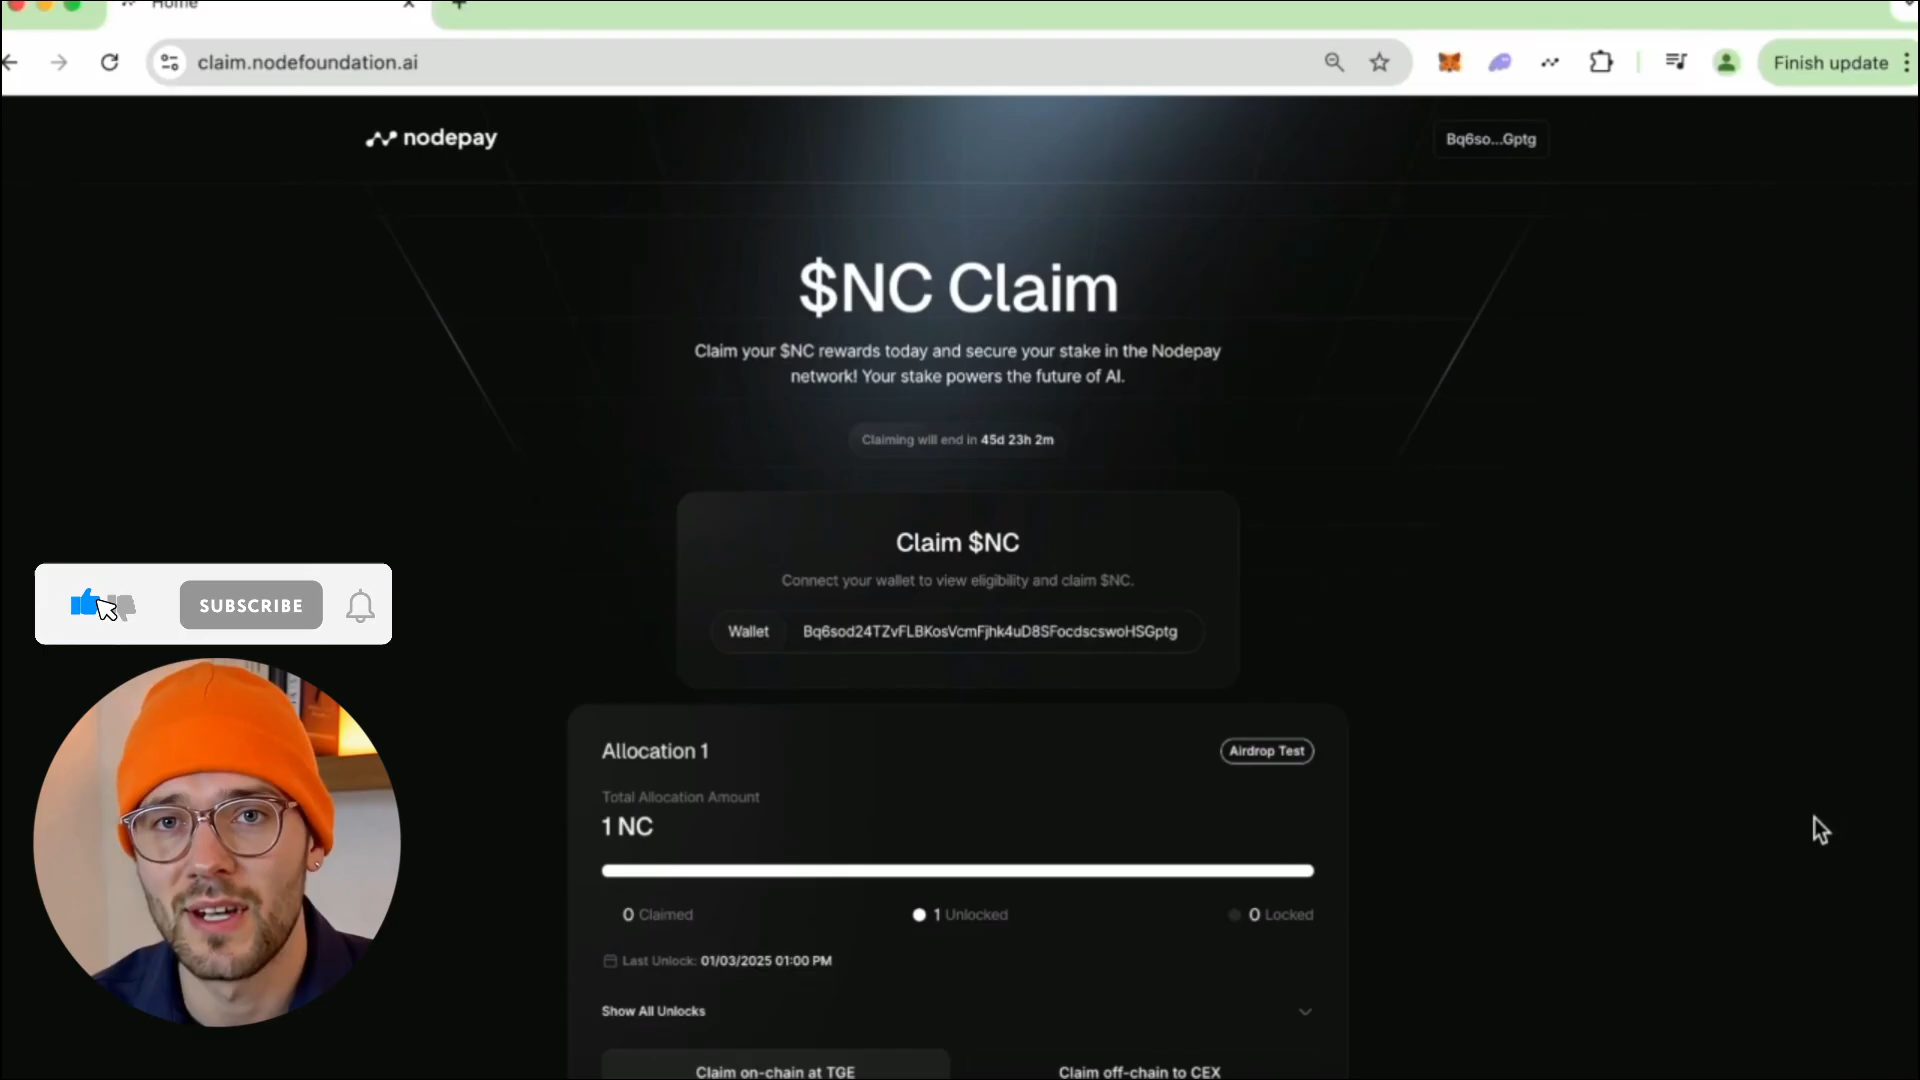 Home
claim.nodefoundation.ai
Finish update
nodepay
Bq6so...Gptg
$NC Claim
Claim your $NC rewards today and secure your stake in the Nodepay
network! Your stake powers the future of AI.
Claiming will end in 45d 23h 2m
Claim $NC
Connect your wallet to view eligibility and claim $NC.
Wallet Bq6sod24TZvFLBKosVcmFjhk4uD8SFocdscswoHSGptg
SUBSCRIBE
Allocation 1
Airdrop Test
Total Allocation Amount
1 NC
0 Claimed
1 Unlocked
0 Locked
Last Unlock: 01/03/2025 01:00 PM
Show All Unlocks
Claim on-chain at TGE
Claim off-chain to CEX